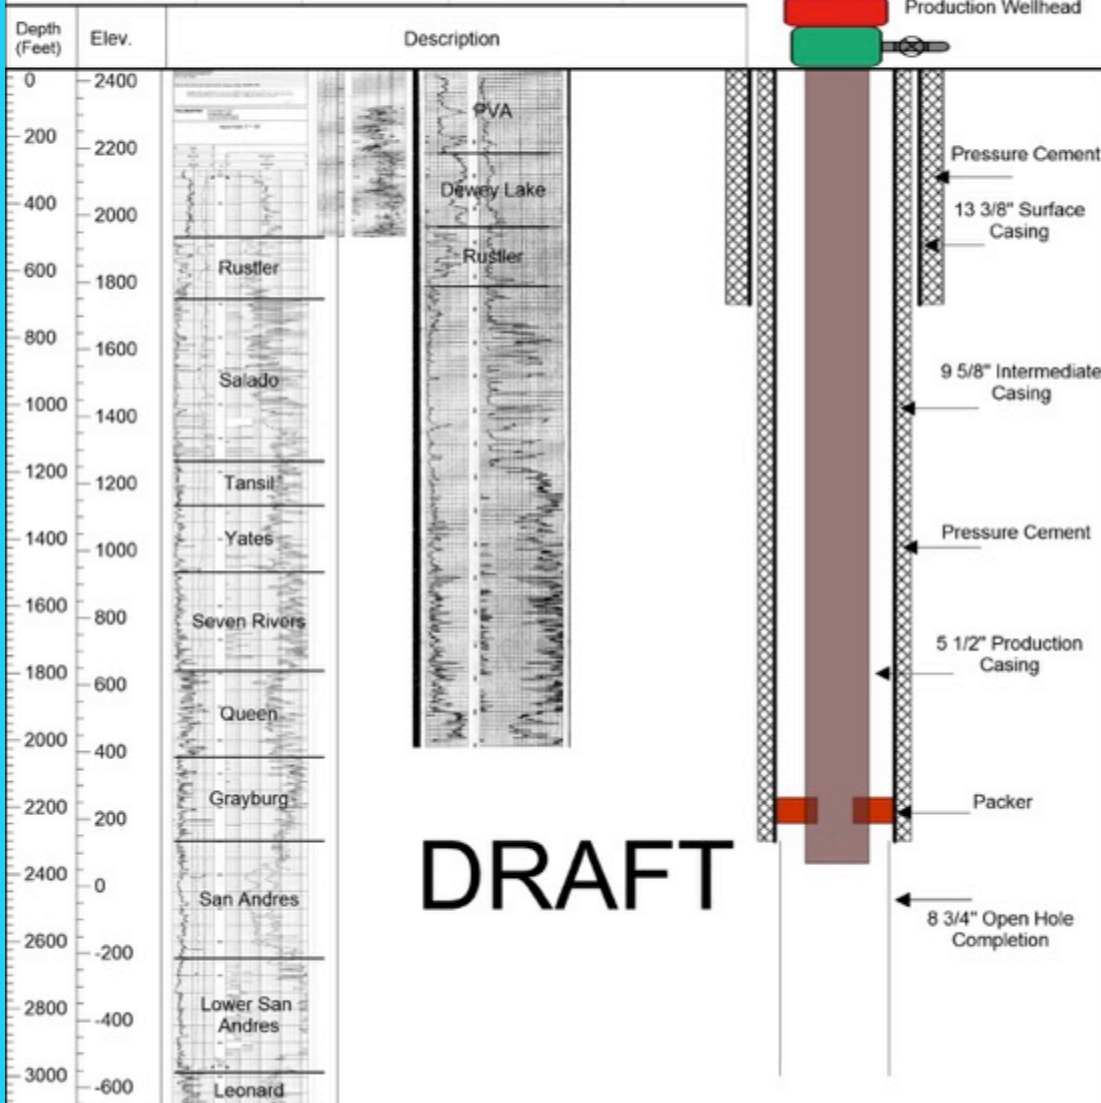 Production Wellhead
Depth
(Feet)
Elev.
Description
0
200
400
600
800
1000
1200
1400
1600
1800
2000
2200
2400
2600
2800
3000
2400
2200
2000
1800
1600
1400
1200
1000
800
600
400
200
0
-200
-400
-600
Rustler
Salado
Tansil
Yates
Seven Rivers
Queen
Grayburg
San Andres
Lower San
Andres
Leonard
PVA
Dewey Lake
Rustler
DRAFT
Pressure Cement
13 3/8" Surface
Casing
9 5/8" Intermediate
Casing
Pressure Cement
5 1/2" Production
Casing
Packer
8 3/4" Open Hole
Completion